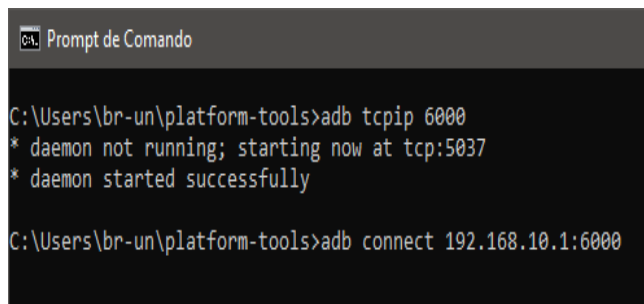 Prompt de Comando
C:\Users\br-un\platform-tools>adb tcpip 6000
* daemon not running; starting now at tcp:5037
* daemon started successfully
C:\Users\br-un\platform-tools>adb connect 192.168.10.1:6000